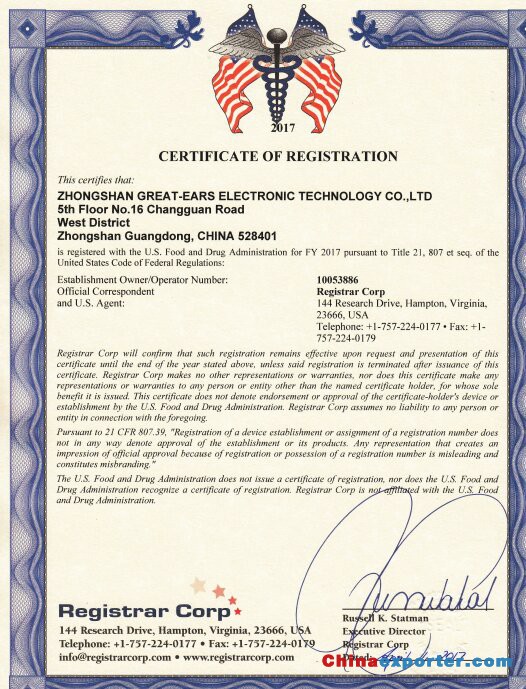 2017
CERTIFICATE OF REGISTRATION
This certifies that:
ZHONGSHAN GREAT-EARS ELECTRONIC TECHNOLOGY CO.,LTD
5th Floor No.16 Changguan Road
West District
Zhongshan Guangdong, CHINA 528401
is registered with the U.S. Food and Drug Administration for FY 2017 pursuant to Title 21, 807 et seq. of the
United States Code of Federal Regulations:
Establishment Owner/Operator Number: 10053886
Official Correspondent Registrar Corp
and U.S. Agent: 144 Research Drive, Hampton, Virginia,
23666, USA
Telephone: +1-757-224-0177 • Fax: +1-
757-224-0179
Registrar Corp will confirm that such registration remains effective upon request and presentation of this
certificate until the end of the year stated above, unless said registration is terminated after issuance of this
certificate. Registrar Corp makes no other representations or warranties, nor does this certificate make any
representations or warranties to any person or entity other than the named certificate holder, for whose sole
benefit it is issued. This certificate does not denote endorsement or approval of the certificate-holder's device or
establishment by the U.S. Food and Drug Administration. Registrar Corp assumes no liability to any person or
entity in connection with the foregoing.
Pursuant to 21 CFR 807.39, "Registration of a device establishment or assignment of a registration number does
not in any way denote approval of the establishment or its products. Any representation that creates an
impression of official approval because of registration or possession of a registration number is misleading and
constitutes misbranding."
The U.S. Food and Drug Administration does not issue a certificate of registration, nor does the U.S. Food and
Drug Administration recognize a certificate of registration. Registrar Corp is not affiliated with the U.S. Food
and Drug Administration.
Registrar Corp
144 Research Drive, Hampton, Virginia, 23666, USA
Telephone: +1-757-224-0177 • Fax: +1-757-224-0179
info@registrarcorp.com • www.registrarcorp.com
Russell K. Statman
Executive Director
Registrar Corp
Dated: 2017
Chinaexporter.com